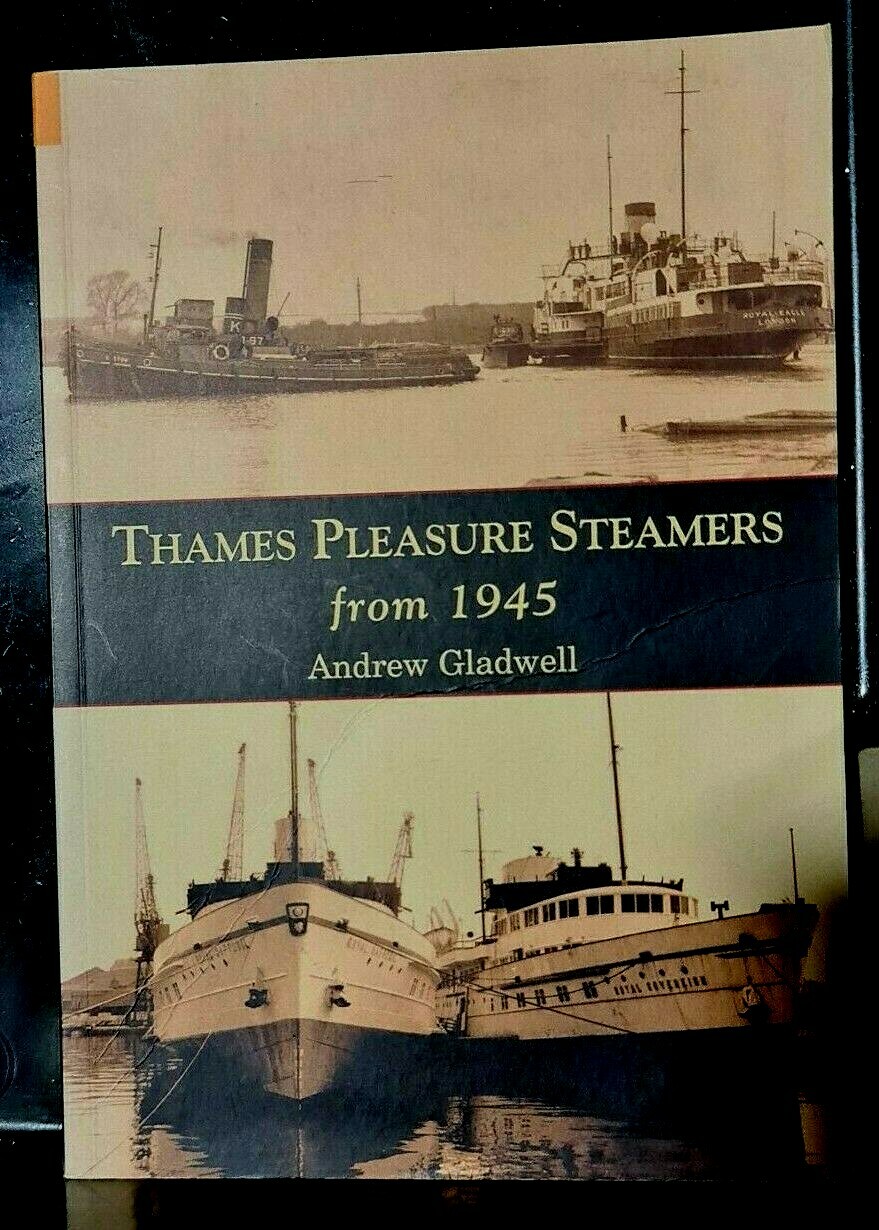 K
ROYAL EAGLE
LONDON
THAMES PLEASURE STEAMERS
from 1945
Andrew Gladwell
ROYAL SOVEREIGN